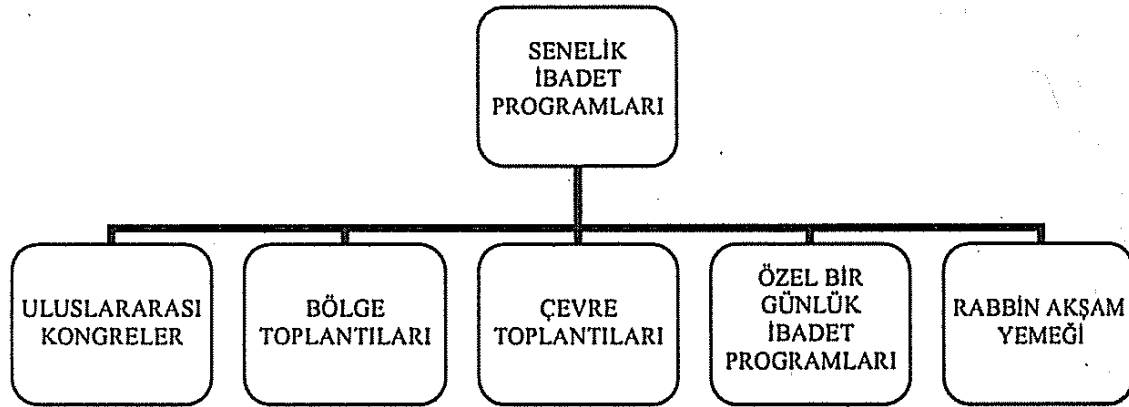 SENELİK
İBADET
PROGRAMLARI
ULUSLARARASI
KONGRELER
BÖLGE
TOPLANTILARI
ÇEVRE
TOPLANTILARI
ÖZEL BİR
GÜNLÜK
İBADET
PROGRAMLARI
RABBİN AKŞAM
YEMEĞİ